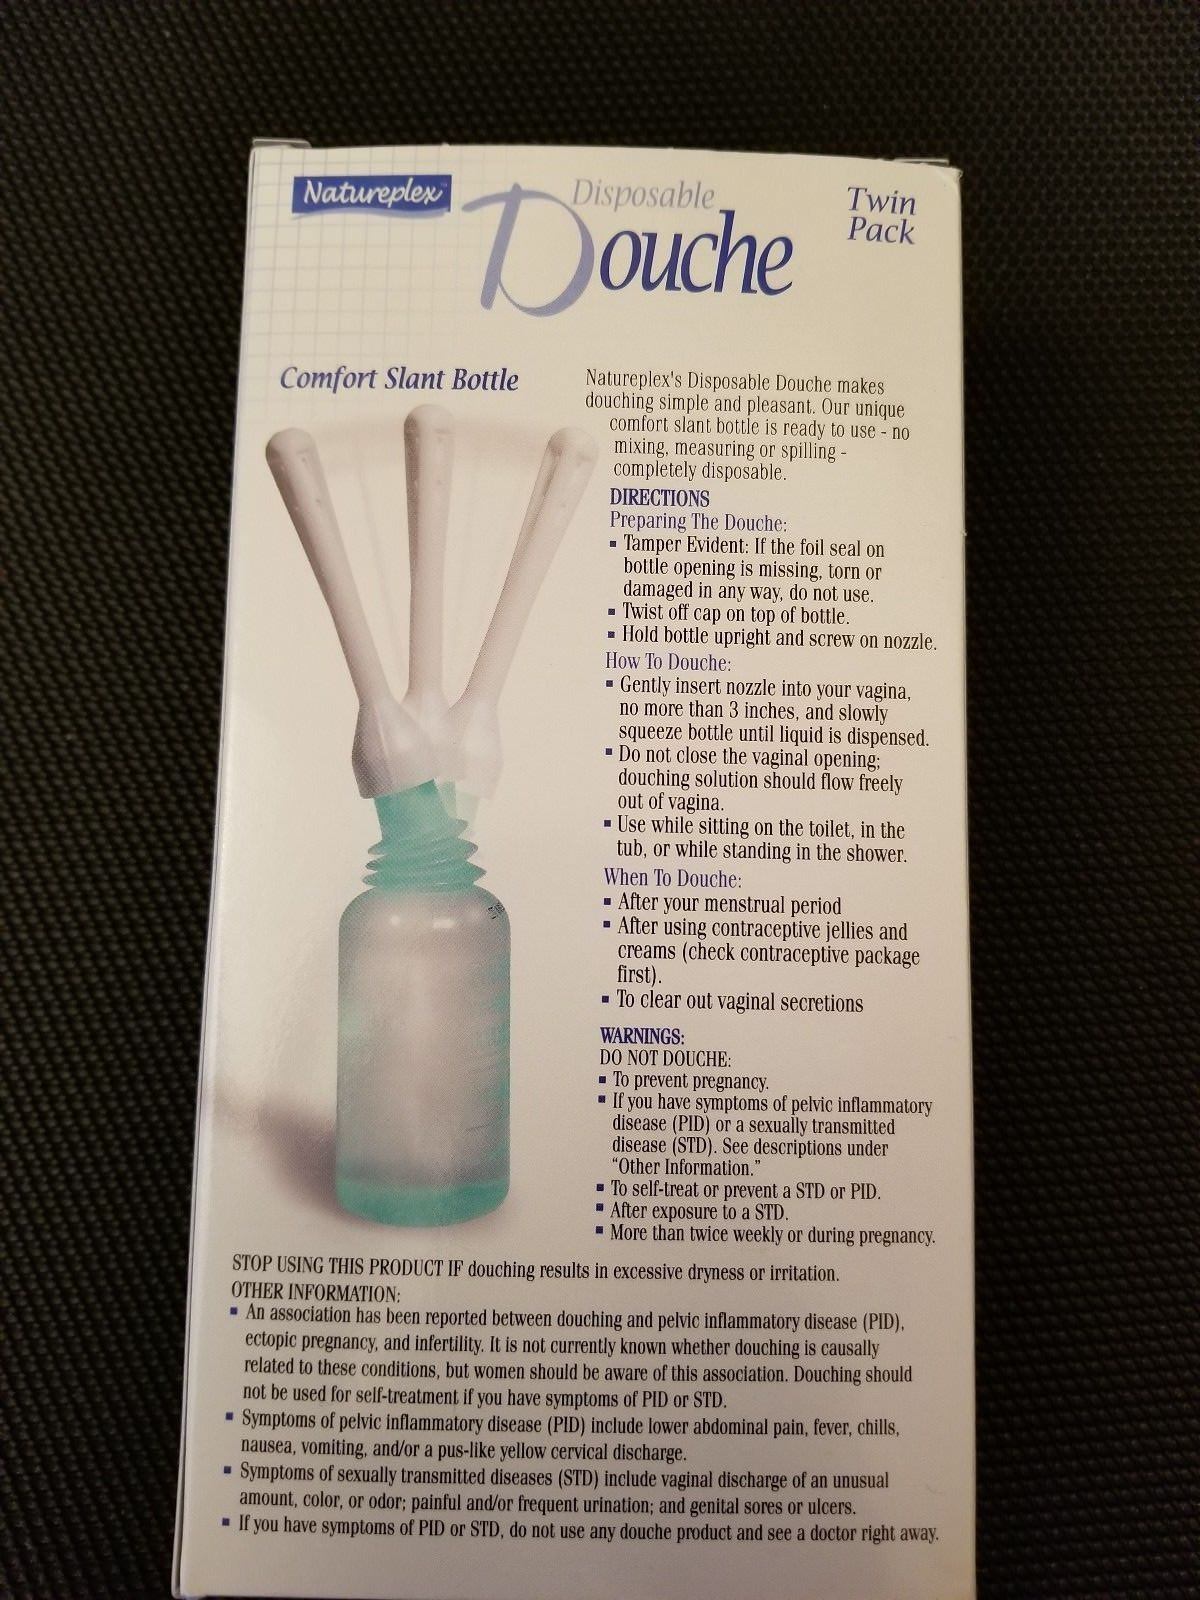 Natureplex™
Disposable
Douche
Twin
Pack
Comfort Slant Bottle
Natureplex's Disposable Douche makes
douching simple and pleasant. Our unique
comfort slant bottle is ready to use - no
mixing, measuring or spilling -
completely disposable.
DIRECTIONS
Preparing The Douche:
▪ Tamper Evident: If the foil seal on
bottle opening is missing, torn or
damaged in any way, do not use.
▪ Twist off cap on top of bottle.
▪ Hold bottle upright and screw on nozzle.
How To Douche:
▪ Gently insert nozzle into your vagina,
no more than 3 inches, and slowly
squeeze bottle until liquid is dispensed.
▪ Do not close the vaginal opening;
douching solution should flow freely
out of vagina.
▪ Use while sitting on the toilet, in the
tub, or while standing in the shower.
When To Douche:
▪ After your menstrual period
▪ After using contraceptive jellies and
creams (check contraceptive package
first).
▪ To clear out vaginal secretions
WARNINGS:
DO NOT DOUCHE:
▪ To prevent pregnancy.
▪ If you have symptoms of pelvic inflammatory
disease (PID) or a sexually transmitted
disease (STD). See descriptions under
“Other Information.”
▪ To self-treat or prevent a STD or PID.
▪ After exposure to a STD.
▪ More than twice weekly or during pregnancy.
STOP USING THIS PRODUCT IF douching results in excessive dryness or irritation.
OTHER INFORMATION:
▪ An association has been reported between douching and pelvic inflammatory disease (PID),
ectopic pregnancy, and infertility. It is not currently known whether douching is causally
related to these conditions, but women should be aware of this association. Douching should
not be used for self-treatment if you have symptoms of PID or STD.
▪ Symptoms of pelvic inflammatory disease (PID) include lower abdominal pain, fever, chills,
nausea, vomiting, and/or a pus-like yellow cervical discharge.
▪ Symptoms of sexually transmitted diseases (STD) include vaginal discharge of an unusual
amount, color, or odor; painful and/or frequent urination; and genital sores or ulcers.
▪ If you have symptoms of PID or STD, do not use any douche product and see a doctor right away.